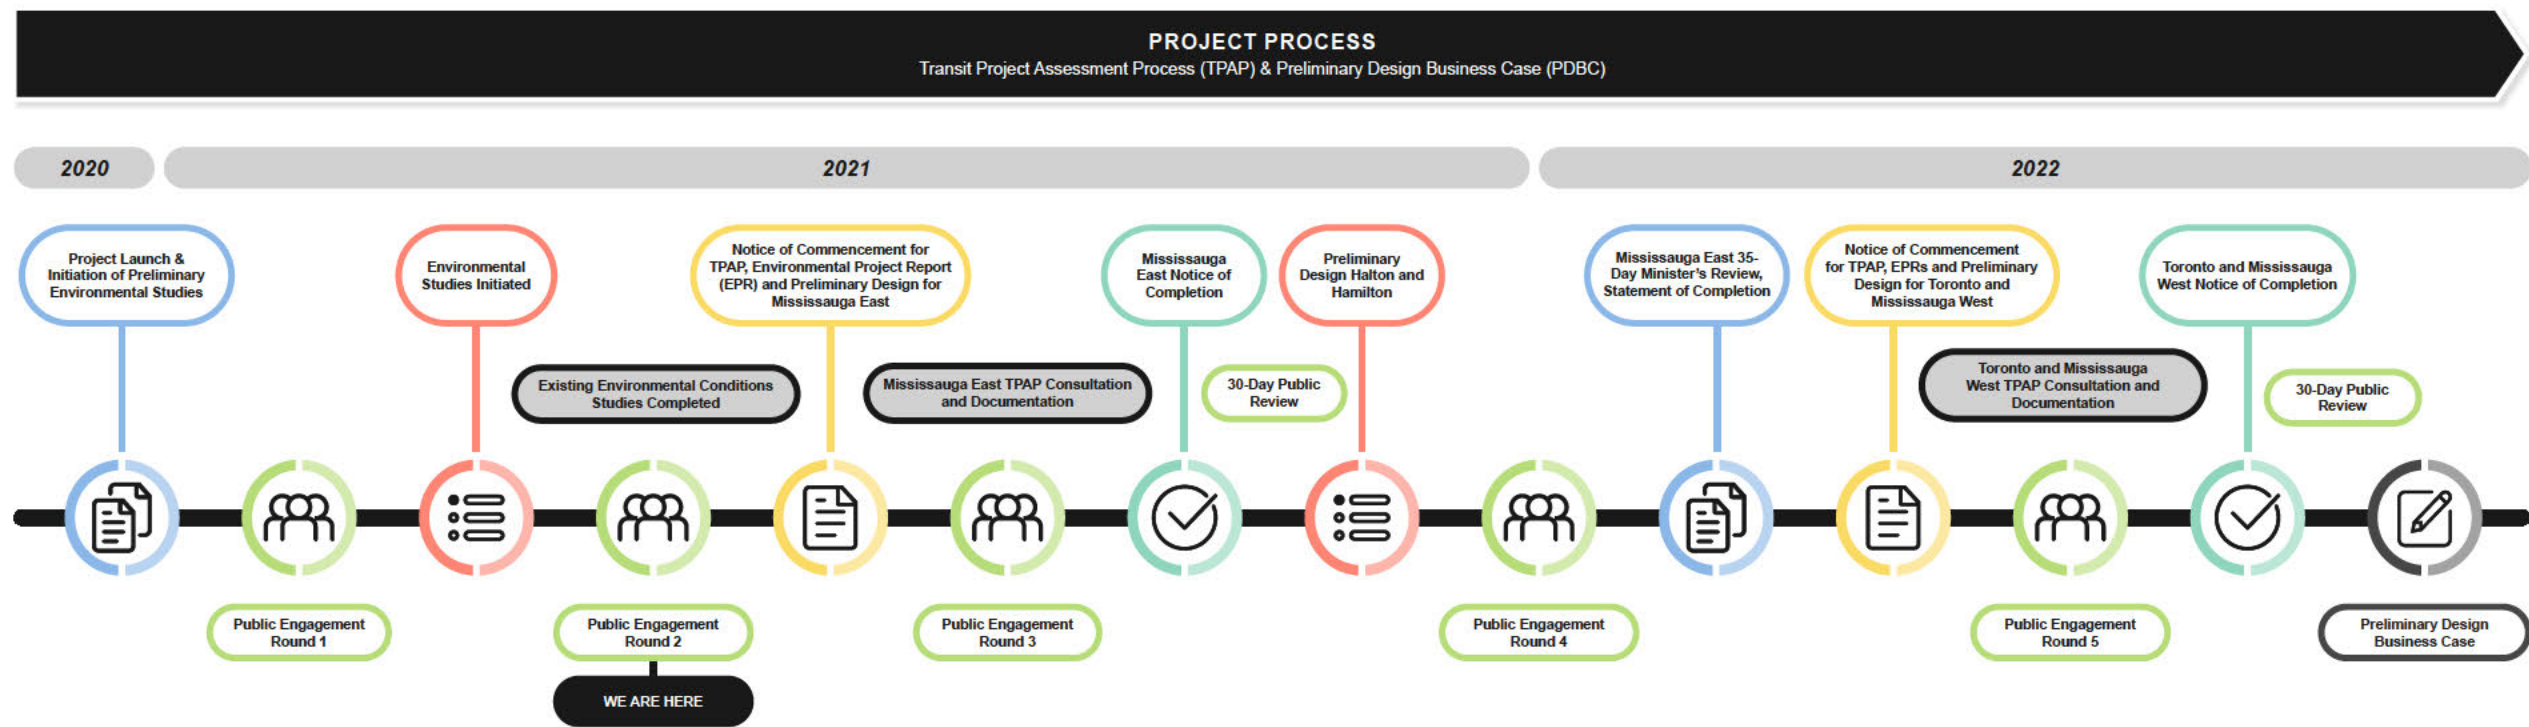 PROJECT PROCESS
Transit Project Assessment Process (TPAP) & Preliminary Design Business Case (PDBC)
2020
2021
2022
Project Launch &
Initiation of Preliminary
Environmental Studies
Environmental
Studies Initiated
Notice of Commencement for
TPAP, Environmental Project Report
(EPR) and Preliminary Design for
Mississauga East
Mississauga
East Notice of
Completion
Preliminary
Design Halton and
Hamilton
Mississauga East 35-
Day Minister's Review,
Statement of Completion
Notice of Commencement
for TPAP, EPRs and Preliminary
Design for Toronto and
Mississauga West
Toronto and Mississauga
West Notice of Completion
Existing Environmental Conditions
Studies Completed
Mississauga East TPAP Consultation
and Documentation
30-Day Public
Review
Toronto and Mississauga
West TPAP Consultation and
Documentation
30-Day Public
Review
Public Engagement
Round 1
Public Engagement
Round 2
Public Engagement
Round 3
Public Engagement
Round 4
Public Engagement
Round 5
Preliminary Design
Business Case
WE ARE HERE